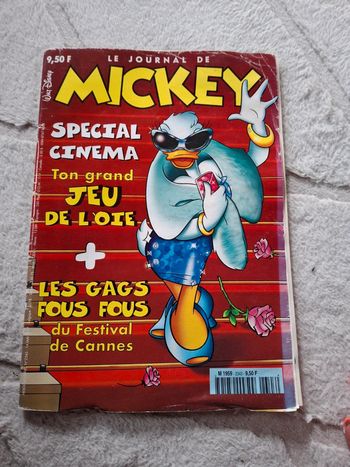 9,50 F
LE JOURNAL DE
MICKEY
Walt Disney
SPECIAL
CINEMA
Ton grand
JEU
DE L'OIE
+
LES GAGS
FOUS FOUS
du Festival
de Cannes
M 1959 - 2343 - 9,50 F